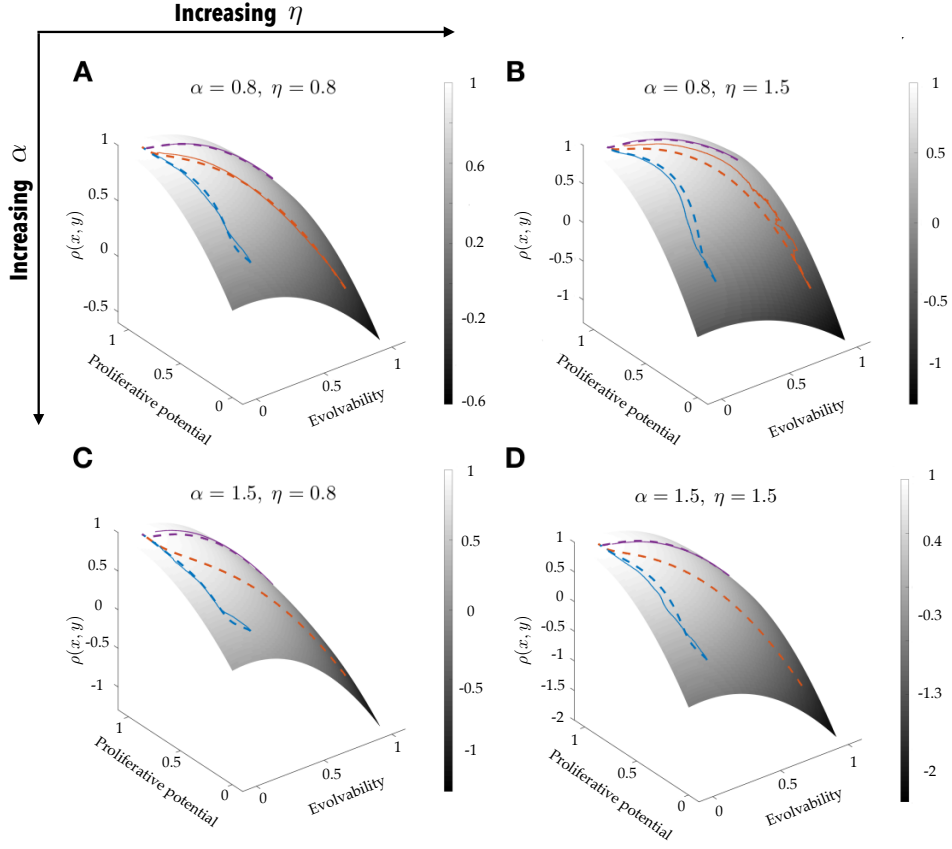 Increasing η
Increasing α
A
α = 0.8, η = 0.8
1
0.5
0
-0.5
ρ(x, y)
1
0.5
0
Proliferative potential
0
0.5
1
Evolvability
1
0.6
0.2
-0.2
-0.6
B
α = 0.8, η = 1.5
1
0.5
0
-0.5
-1
ρ(x, y)
1
0.5
0
Proliferative potential
0
0.5
1
Evolvability
1
0.5
0
-0.5
-1
C
α = 1.5, η = 0.8
1
0.5
0
-0.5
-1
ρ(x, y)
1
0.5
0
Proliferative potential
0
0.5
1
Evolvability
1
0.5
0
-0.5
-1
D
α = 1.5, η = 1.5
1
0.5
0
-0.5
-1
-1.5
-2
ρ(x, y)
1
0.5
0
Proliferative potential
0
0.5
1
Evolvability
1
0.4
-0.3
-1.3
-2